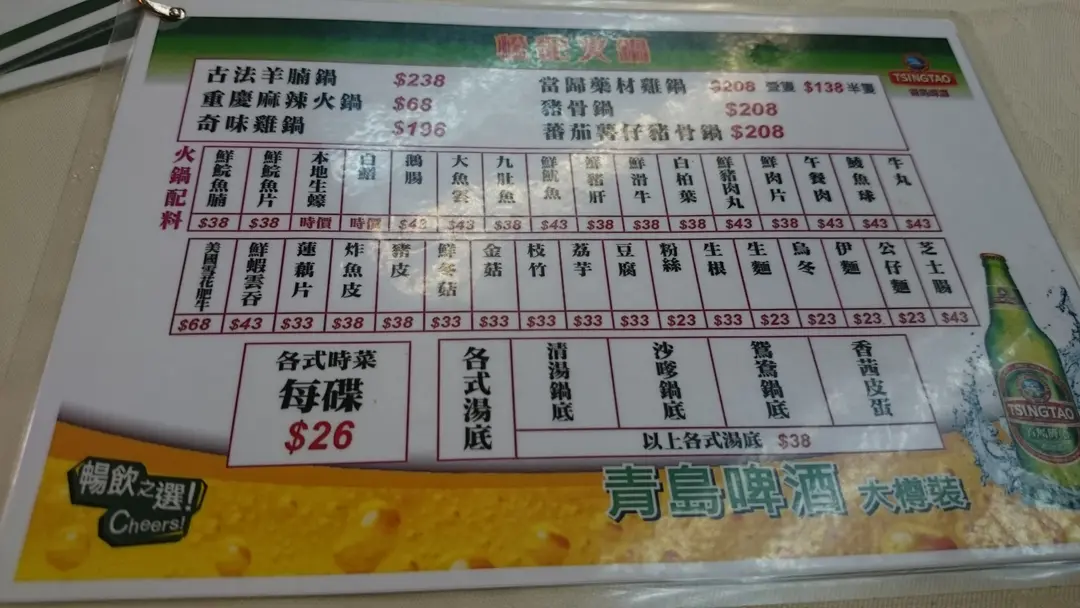 火鍋
TSINGTAO
古法羊腩鍋 $238
重慶麻辣火鍋 $68
奇味雞鍋 $196
當歸藥材雞鍋 $208 $138
豬骨鍋 $208
蕃茄薯仔豬骨鍋 $208
火鍋配料
鮮鯇魚腩 $38
鮮鯇魚片 $38
本地生蠔 時價
白鱔 時價
鵝腸 $43
大魚雲 $43
九肚魚 $38
鮮魷魚 $43
鮮豬肝 $38
鮮滑牛 $38
白柏葉 $38
鮮豬肉丸 $43
鮮肉片 $38
午餐肉 $43
鯪魚球 $43
牛丸 $43
美國雪花肥牛 $68
鮮蝦雲吞 $43
蓮藕片 $33
炸魚皮 $38
豬皮 $38
鮮冬菇 $33
金菇 $33
枝竹 $33
荔芋 $33
豆腐 $33
粉絲 $23
生根 $33
生麵 $23
烏冬 $23
伊麵 $23
公仔麵 $23
芝士腸 $43
各式時菜
每碟
$26
各式湯底
清湯鍋底
沙嗲鍋底
鴛鴦鍋底
香茜皮蛋
以上各式湯底 $38
暢飲之選!
Cheers!
青島啤酒 大樽裝
TSINGTAO